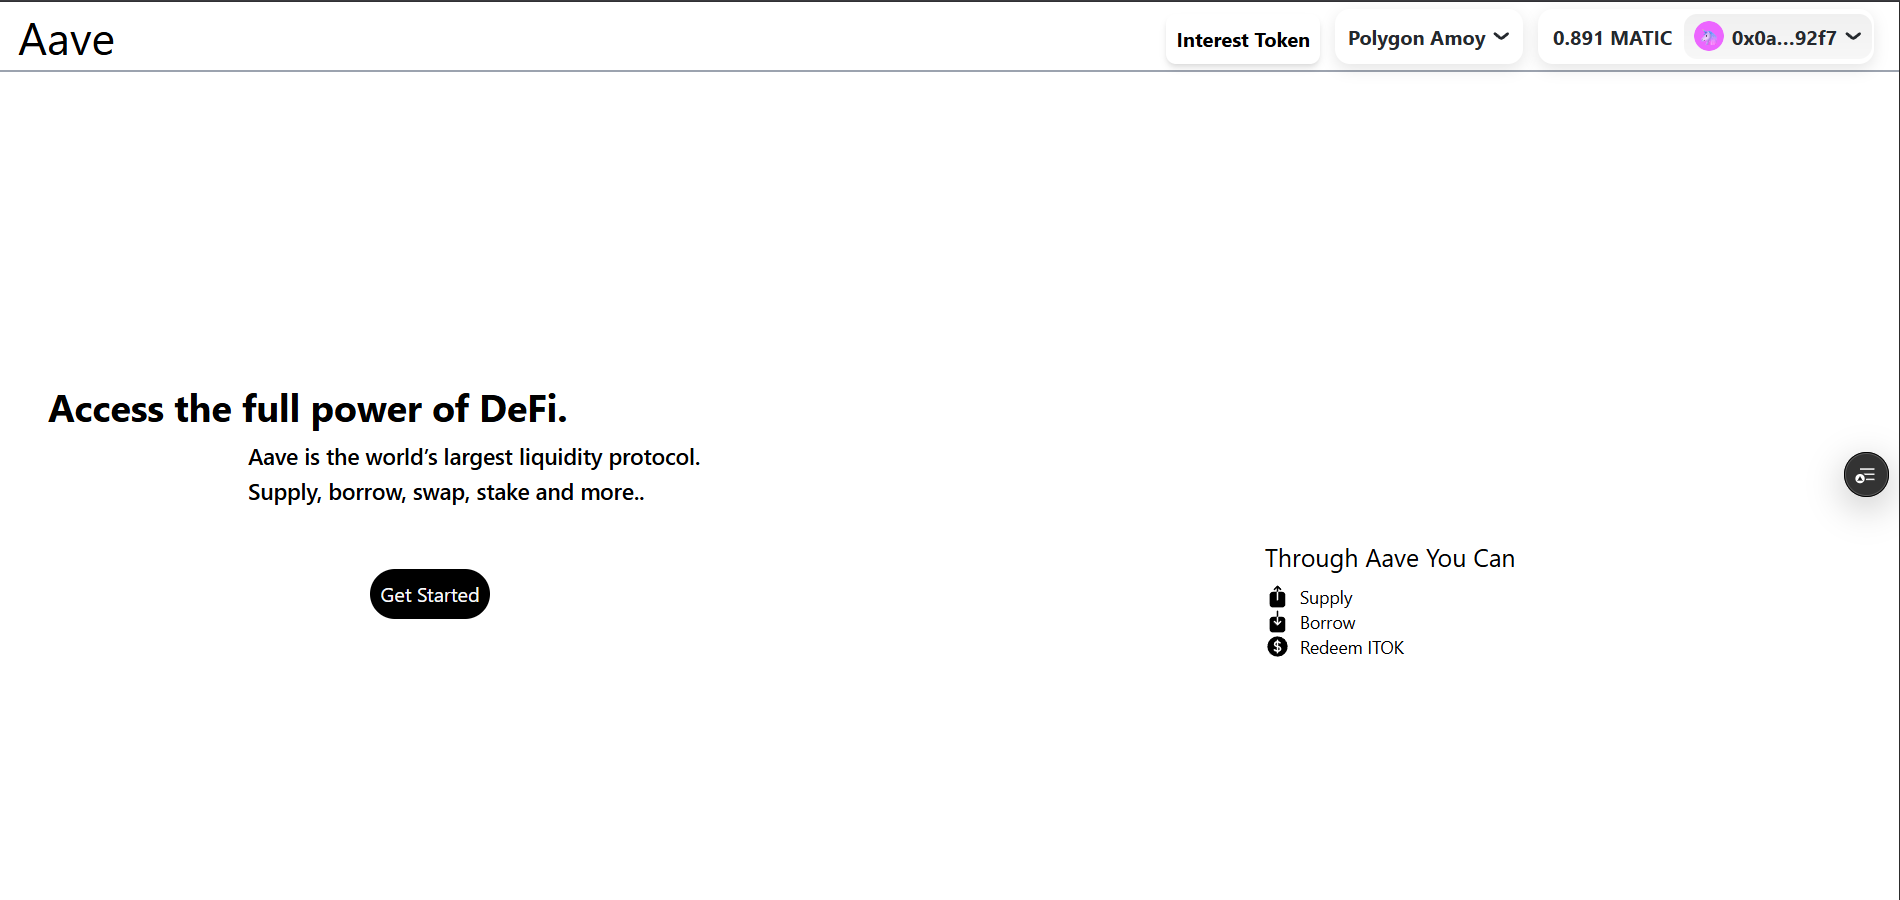 Aave
Interest Token
Polygon Amoy
0.891 MATIC
0x0a...92f7
Access the full power of DeFi.
Aave is the world’s largest liquidity protocol.
Supply, borrow, swap, stake and more..
Get Started
Through Aave You Can
Supply
Borrow
$ Redeem ITOK